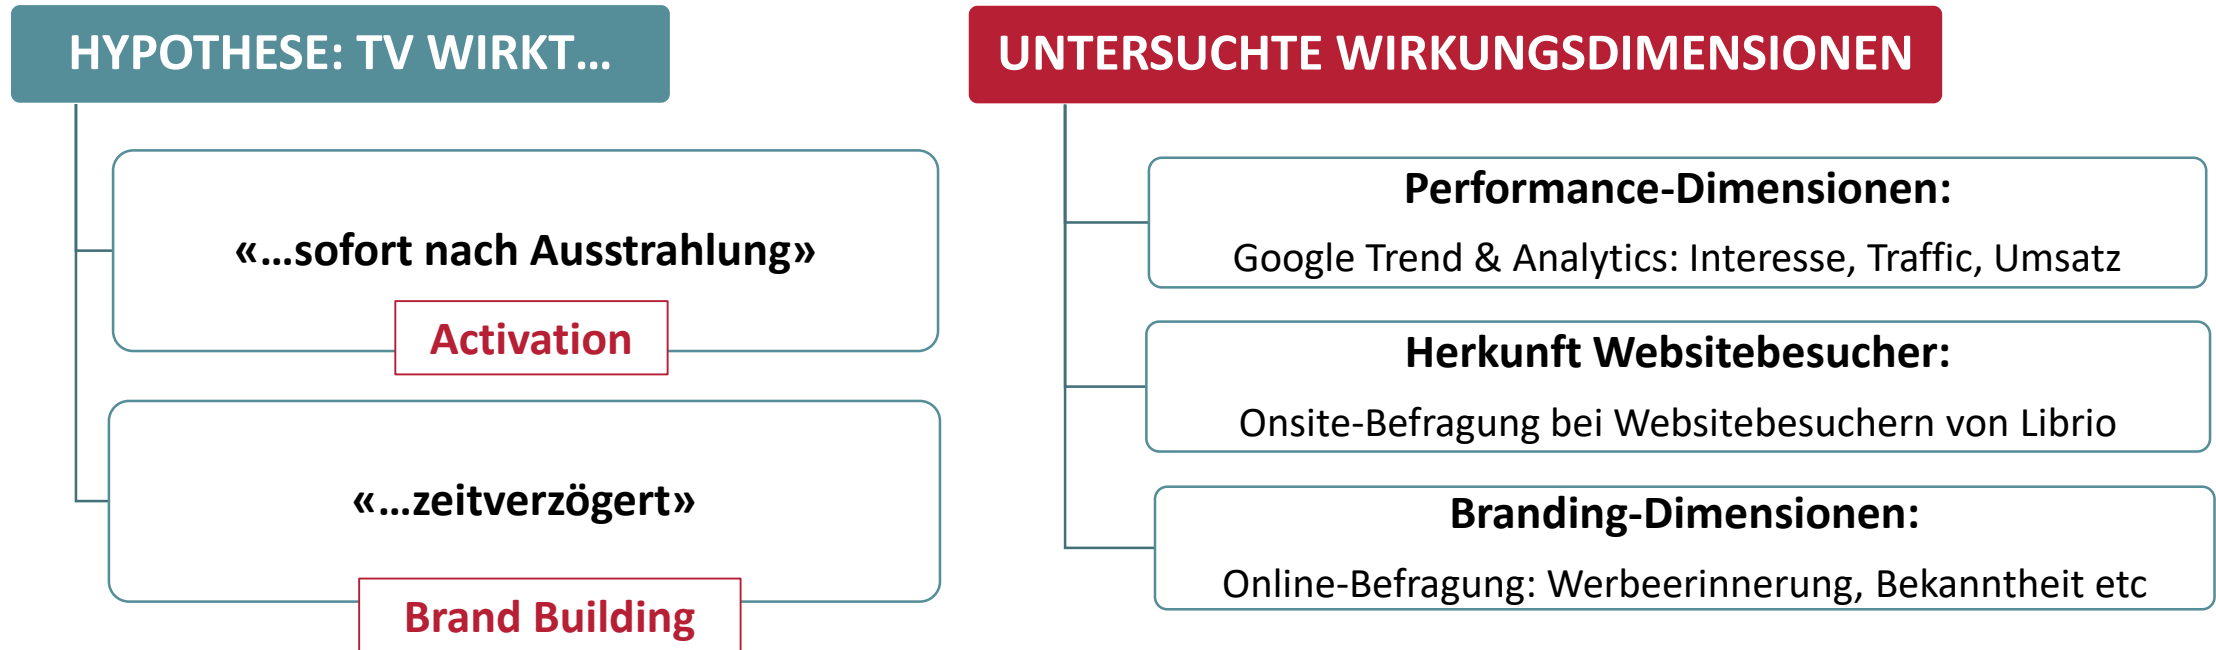 HYPOTHESE: TV WIRKT...
«...sofort nach Ausstrahlung»
Activation
«...zeitverzögert»
Brand Building
UNTERSUCHTE WIRKUNGSDIMENSIONEN
Performance-Dimensionen:
Google Trend & Analytics: Interesse, Traffic, Umsatz
Herkunft Websitebesucher:
Onsite-Befragung bei Websitebesuchern von Librio
Branding-Dimensionen:
Online-Befragung: Werbeerinnerung, Bekanntheit etc